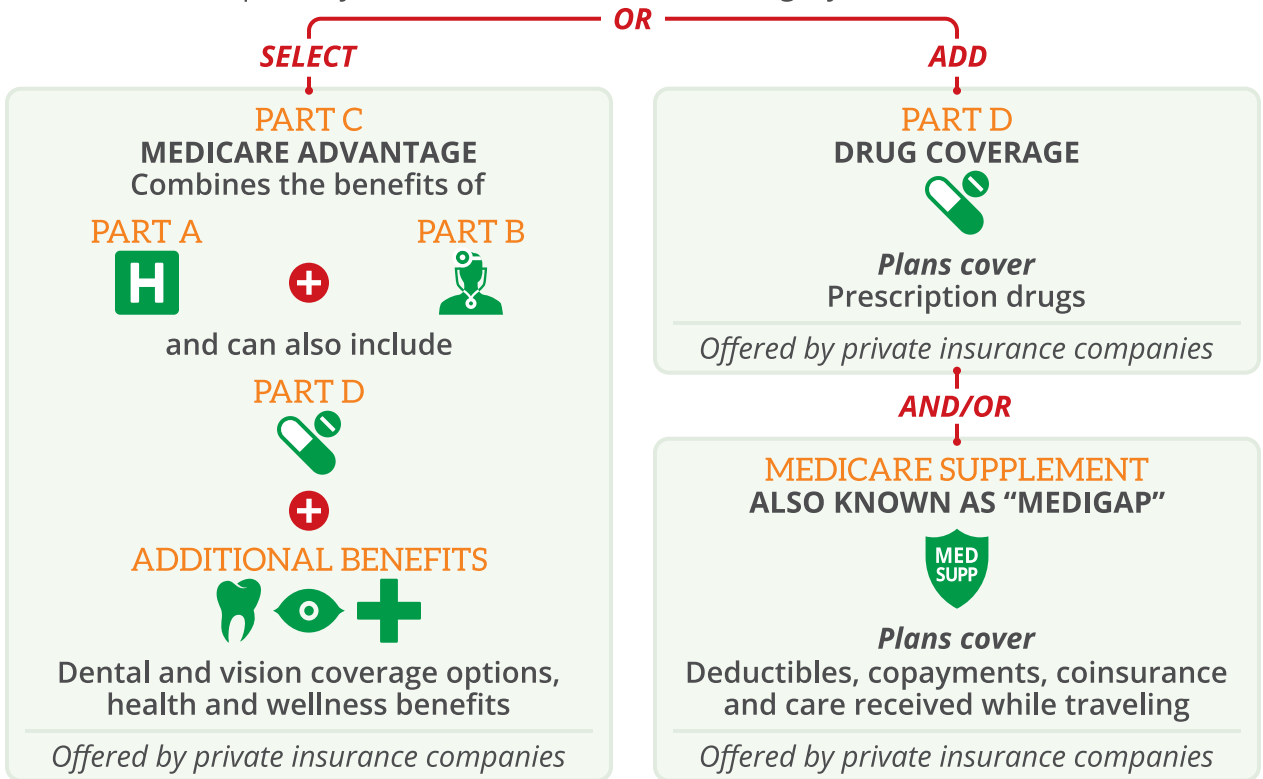 OR
SELECT
PART C
MEDICARE ADVANTAGE
Combines the benefits of
PART A
PART B
H
and can also include
PART D
ADDITIONAL BENEFITS
Dental and vision coverage options,
health and wellness benefits
Offered by private insurance companies
ADD
PART D
DRUG COVERAGE
Plans cover
Prescription drugs
Offered by private insurance companies
AND/OR
MEDICARE SUPPLEMENT
ALSO KNOWN AS “MEDIGAP”
MED
SUPP
Plans cover
Deductibles, copayments, coinsurance
and care received while traveling
Offered by private insurance companies